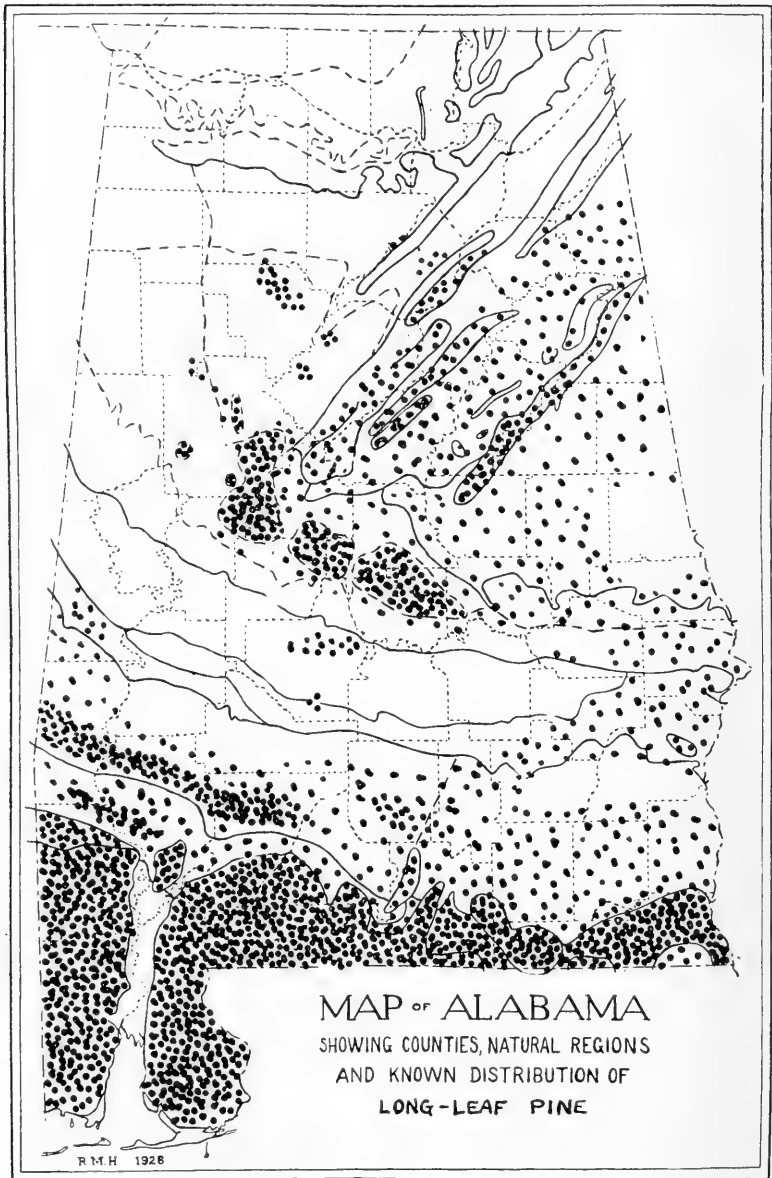 MAP OF ALABAMA
SHOWING COUNTIES, NATURAL REGIONS
AND KNOWN DISTRIBUTION OF
LONG-LEAF PINE
R M.H 1928